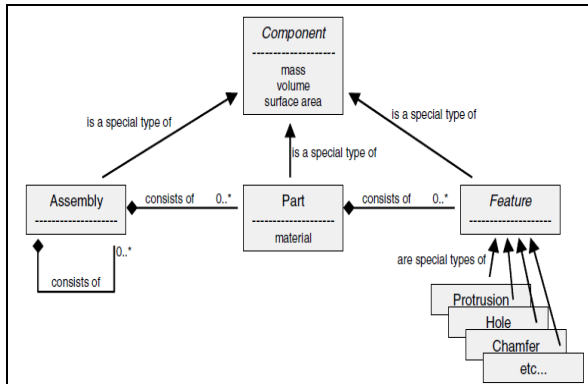 Component
mass
volume
surface area
is a special type of
is a special type of
is a special type of
Assembly
consists of 0..*
Part
material
consists of 0..*
Feature
0..*
consists of
are special types of
Protrusion
Hole
Chamfer
etc...